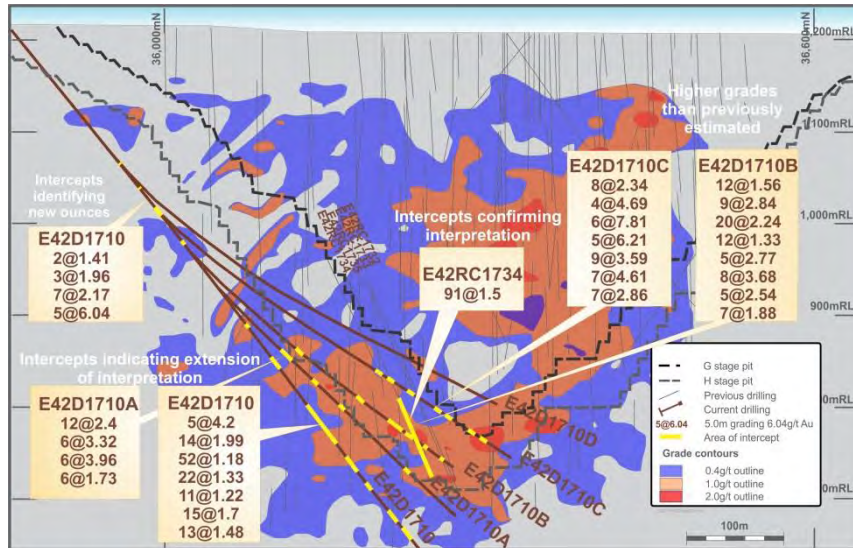 36,000mN
36,600mN
1,200mRL
Higher grades
than previously
estimated
1,100mRL
Intercepts
identifying
new ounces
E42D1710
2@1.41
3@1.96
7@2.17
5@6.04
Intercepts confirming
interpretation
E42RC1734
91@1.5
E42D1710C
8@2.34
4@4.69
6@7.81
5@6.21
9@3.59
7@4.61
7@2.86
E42D1710B
12@1.56
9@2.84
20@2.24
12@1.33
5@2.77
8@3.68
5@2.54
7@1.88
1,000mRL
900mRL
Intercepts indicating extension
of interpretation
E42D1710A
12@2.4
6@3.32
6@3.96
6@1.73
E42D1710
5@4.2
14@1.99
52@1.18
22@1.33
11@1.22
15@1.7
13@1.48
E42D1710D
E42D1710C
E42D1710B
E42D1710A
E42D1710
G stage pit
H stage pit
Previous drilling
Current drilling
5@6.04 5.0m grading 6.04g/t Au
Area of intercept
Grade contours
0.4g/t outline
1.0g/t outline
2.0g/t outline
100m